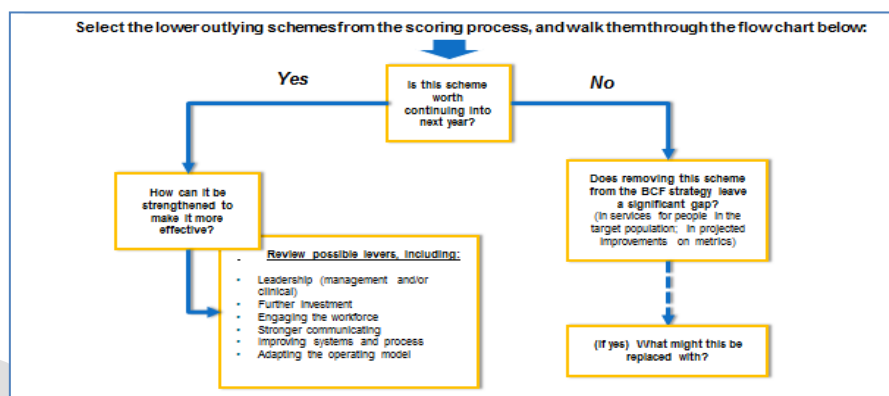 Select the lower outlying schemes from the scoring process, and walk them through the flow chart below:
Yes
No
Is this scheme
worth
continuing into
next year?
How can it be
strengthened to
make it more
effective?
Does removing this scheme
from the BCF strategy leave
a significant gap?
(In services for people in the
target population; in projected
improvements on metrics)
Review possible levers, including:
• Leadership (management and/or
clinical)
• Further investment
• Engaging the workforce
• Stronger communicating
• Improving systems and process
• Adapting the operating model
(If yes) What might this be
replaced with?